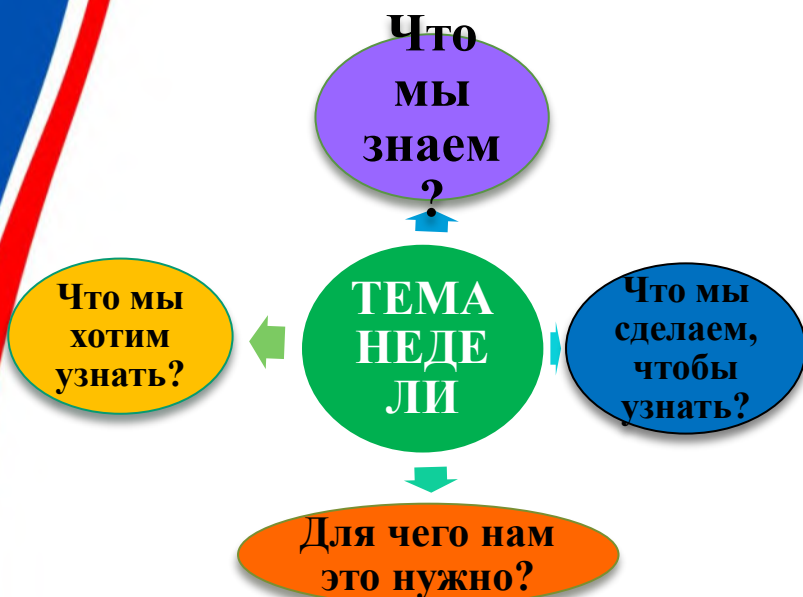 Что
мы
знаем
?
Что мы
хотим
узнать?
ТЕМА
НЕДЕ
ЛИ
Что мы
сделаем,
чтобы
узнать?
Для чего нам
это нужно?